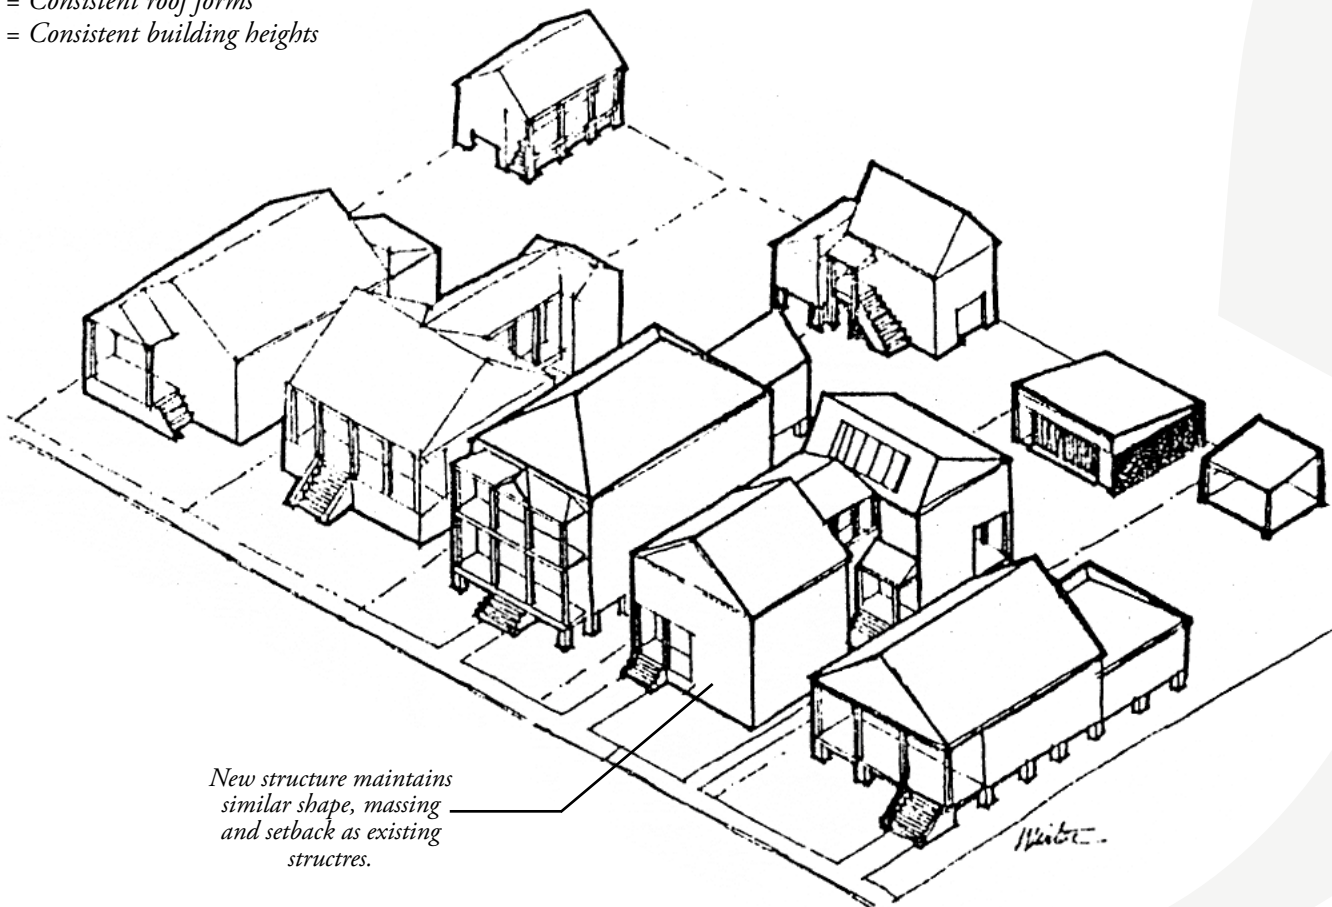 = Consistent roof forms
= Consistent building heights
New structure maintains
similar shape, massing
and setback as existing
structres.